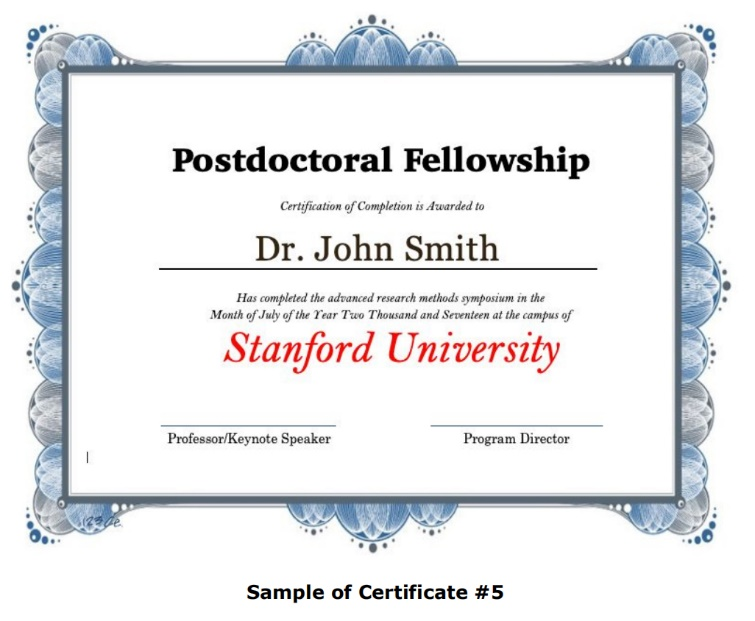 Postdoctoral Fellowship
Certification of Completion is Awarded to
Dr. John Smith
Has completed the advanced research methods symposium in the
Month of July of the Year Two Thousand and Seventeen at the campus of
Stanford University
Professor/Keynote Speaker Program Director
Sample of Certificate #5